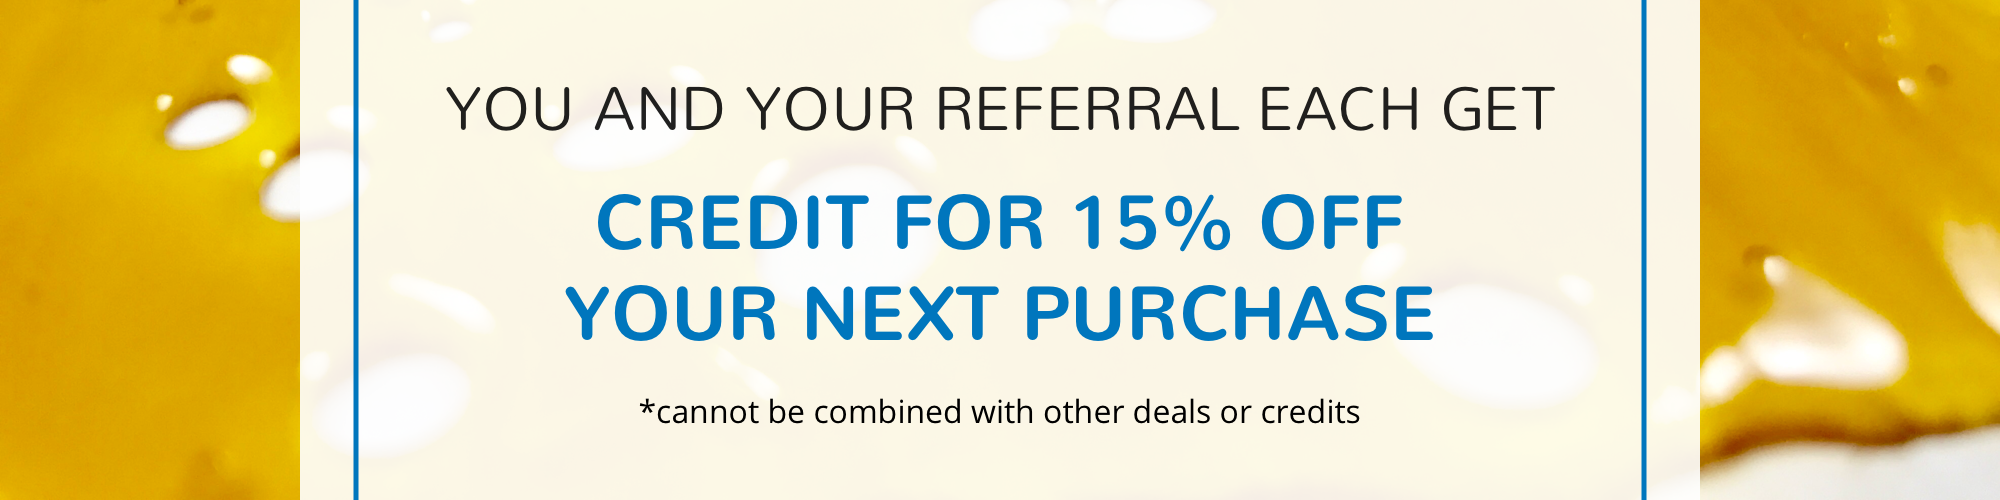 YOU AND YOUR REFERRAL EACH GET
CREDIT FOR 15% OFF
YOUR NEXT PURCHASE
*cannot be combined with other deals or credits